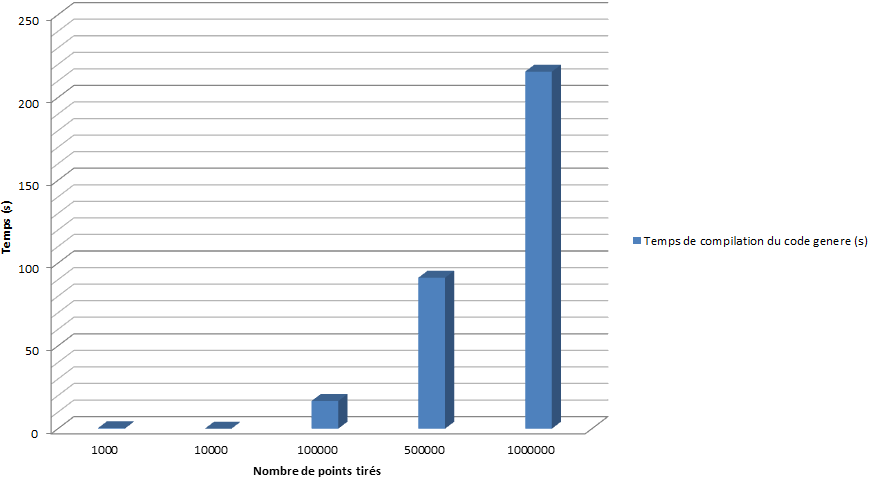 250
200
150
100
50
0
Temps (s)
1000 10000 100000 500000 1000000
Nombre de points tirés
Temps de compilation du code genere (s)